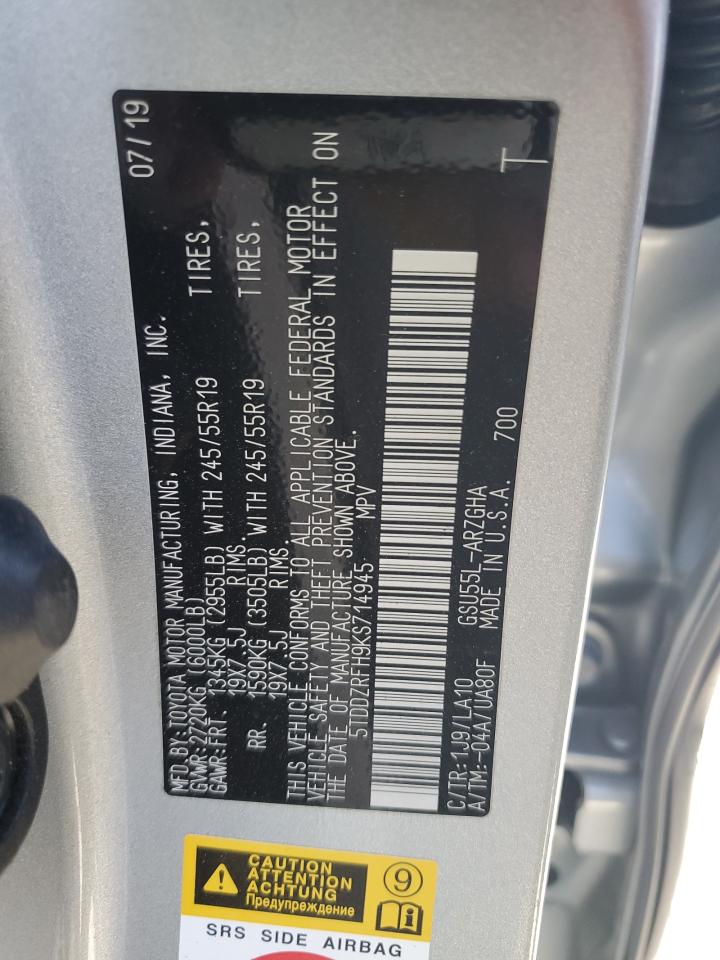 07/19
MFD.BY:TOYOTA MOTOR MANUFACTURING, INDIANA, INC.
GVWR:2720KG (6000LB)
GAWR:FRT. 1345KG (2955LB) WITH 245/55R19 TIRES,
19X7.5J RIMS
RR. 1590KG (3505LB) WITH 245/55R19 TIRES,
19X7.5J RIMS
THIS VEHICLE CONFORMS TO ALL APPLICABLE FEDERAL MOTOR
VEHICLE SAFETY AND THEFT PREVENTION STANDARDS IN EFFECT ON
THE DATE OF MANUFACTURE SHOWN ABOVE.
5TDDZRFH9KS714945 MPV
C/TR:1J9/LA10 GSU55L-ARZGHA
A/TM:-04A/UA80F MADE IN U.S.A. 700
T
CAUTION
ATTENTION
ACHTUNG
Предупреждение
9
SRS SIDE AIRBAG